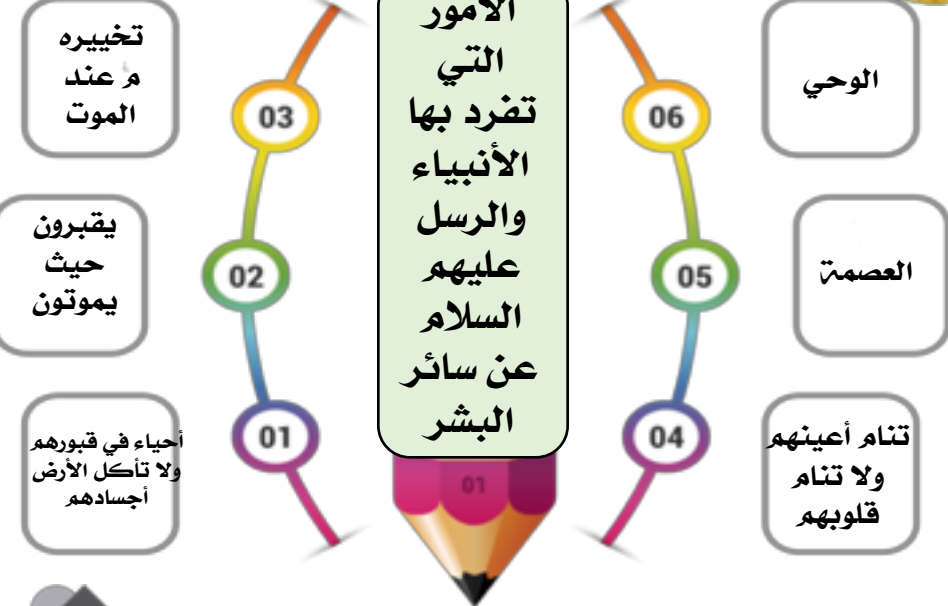 الأمور
التي
تفرد بها
الأنبياء
والرسل
عليهم
السلام
عن سائر
البشر
01
06
الوحي
05
العصمة
04
تنام أعينهم
ولا تنام
قلوبهم
03
تخييره
م عند
الموت
02
يقبرون
حيث
يموتون
01
أحياء في قبورهم
ولا تأكل الأرض
أجسادهم